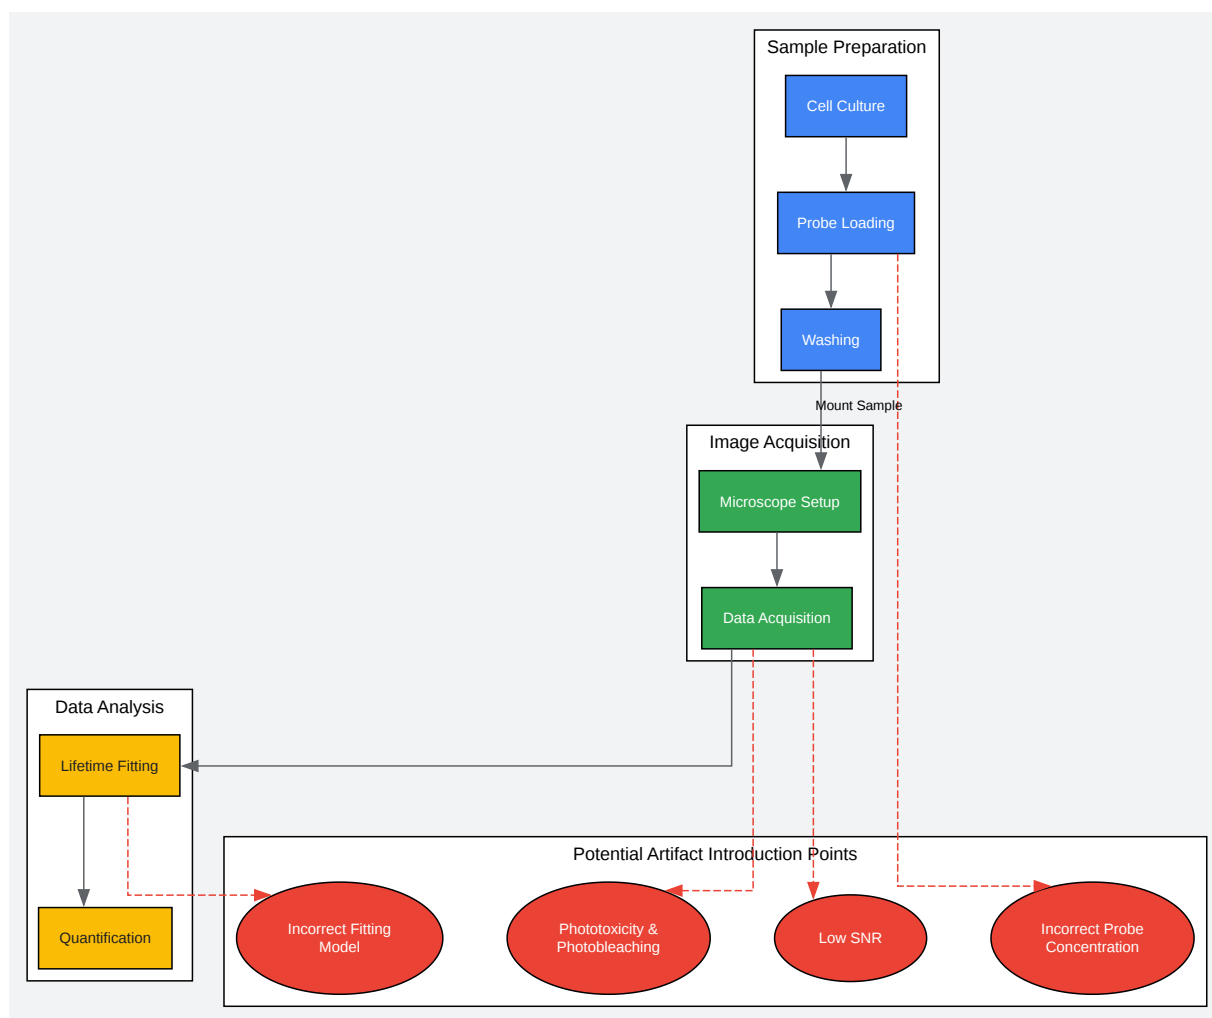 Sample Preparation
Cell Culture
Probe Loading
Washing
Mount Sample
Image Acquisition
Microscope Setup
Data Acquisition
Data Analysis
Lifetime Fitting
Quantification
Potential Artifact Introduction Points
Incorrect Fitting
Model
Phototoxicity &
Photobleaching
Low SNR
Incorrect Probe
Concentration